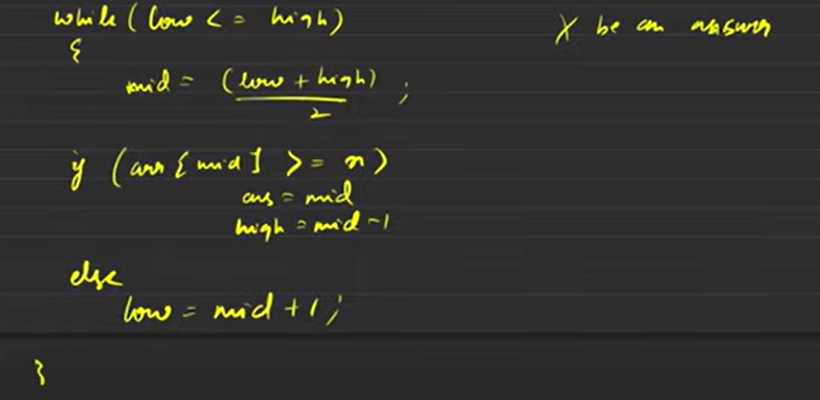 while ( low <= high )
X be an answer
{
mid = (low + high)
2 ;
if (arr [mid] >= n)
ans = mid
high = mid - 1
else
low = mid + 1;
}